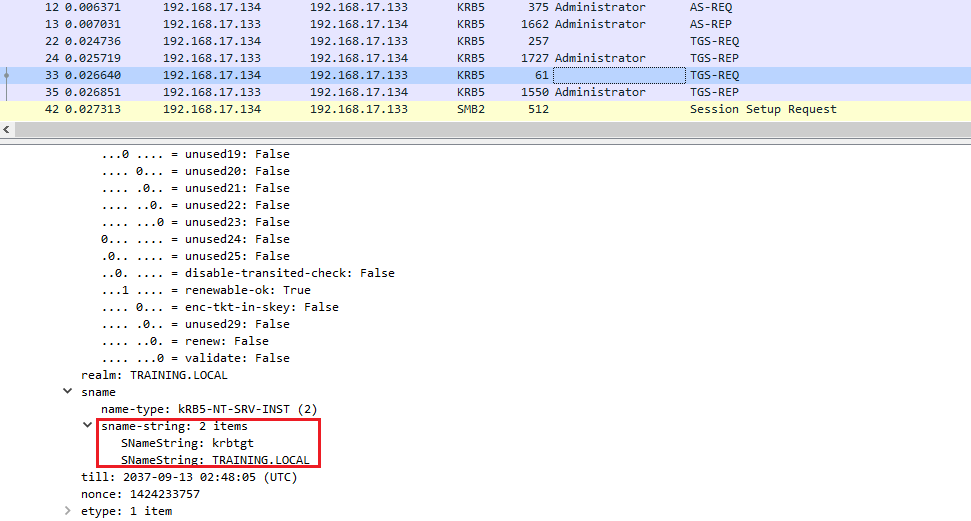 12 0.006371 192.168.17.134 192.168.17.133 KRB5 375 Administrator AS-REQ
13 0.007031 192.168.17.133 192.168.17.134 KRB5 1662 Administrator AS-REP
22 0.024736 192.168.17.134 192.168.17.133 KRB5 257 TGS-REQ
24 0.025719 192.168.17.133 192.168.17.134 KRB5 1727 Administrator TGS-REP
33 0.026640 192.168.17.134 192.168.17.133 KRB5 61 TGS-REQ
35 0.026851 192.168.17.133 192.168.17.134 KRB5 1550 Administrator TGS-REP
42 0.027313 192.168.17.134 192.168.17.133 SMB2 512 Session Setup Request
...0 .... = unused19: False
.... 0... = unused20: False
.... .0.. = unused21: False
.... ..0. = unused22: False
.... ...0 = unused23: False
0... .... = unused24: False
.0.. .... = unused25: False
..0. .... = disable-transited-check: False
...1 .... = renewable-ok: True
.... 0... = enc-tkt-in-skey: False
.... .0.. = unused29: False
.... ..0. = renew: False
.... ...0 = validate: False
realm: TRAINING.LOCAL
sname
name-type: kRB5-NT-SRV-INST (2)
sname-string: 2 items
SNameString: krbtgt
SNameString: TRAINING.LOCAL
till: 2037-09-13 02:48:05 (UTC)
nonce: 1424233757
etype: 1 item